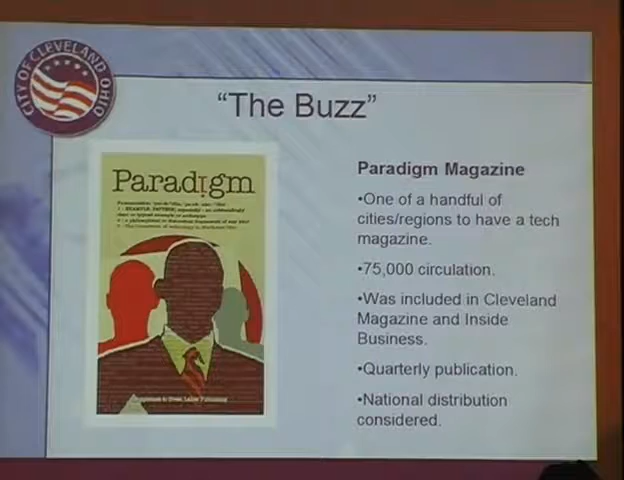 CITY OF CLEVELAND OHIO
“The Buzz”
Paradigm
Paradigm Magazine
•One of a handful of
cities/regions to have a tech
magazine.
•75,000 circulation.
•Was included in Cleveland
Magazine and Inside
Business.
•Quarterly publication.
•National distribution
considered.